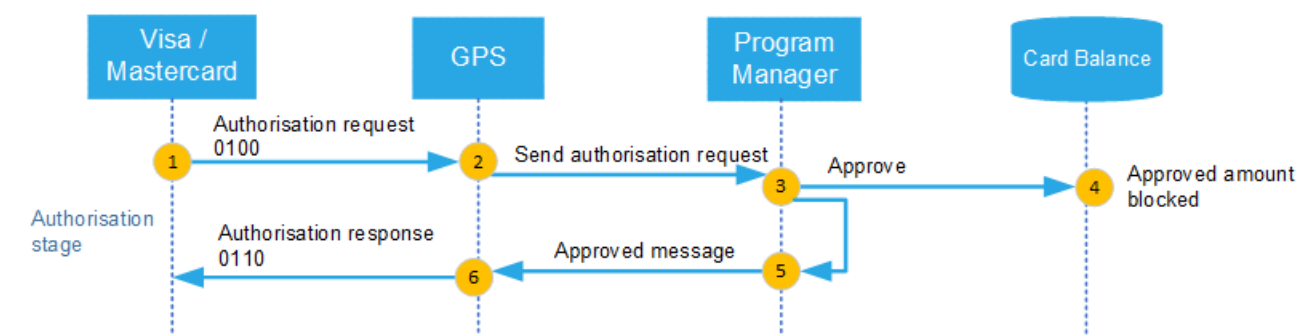 Visa /
Mastercard
GPS
Program
Manager
Card Balance
Authorisation request
0100
1
2
Send authorisation request
3
Approve
4
Approved amount
blocked
Authorisation
stage
Authorisation response
0110
6
Approved message
5